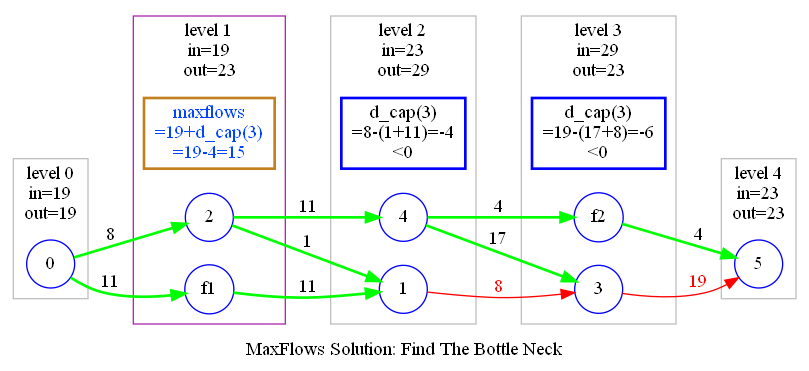 level 0
in=19
out=19
0
8
11
level 1
in=19
out=23
maxflows
=19+d_cap(3)
=19-4=15
2
f1
11
1
11
level 2
in=23
out=29
d_cap(3)
=8-(1+11)=-4
<0
4
1
4
17
8
level 3
in=29
out=23
d_cap(3)
=19-(17+8)=-6
<0
f2
3
4
19
level 4
in=23
out=23
5
MaxFlows Solution: Find The Bottle Neck